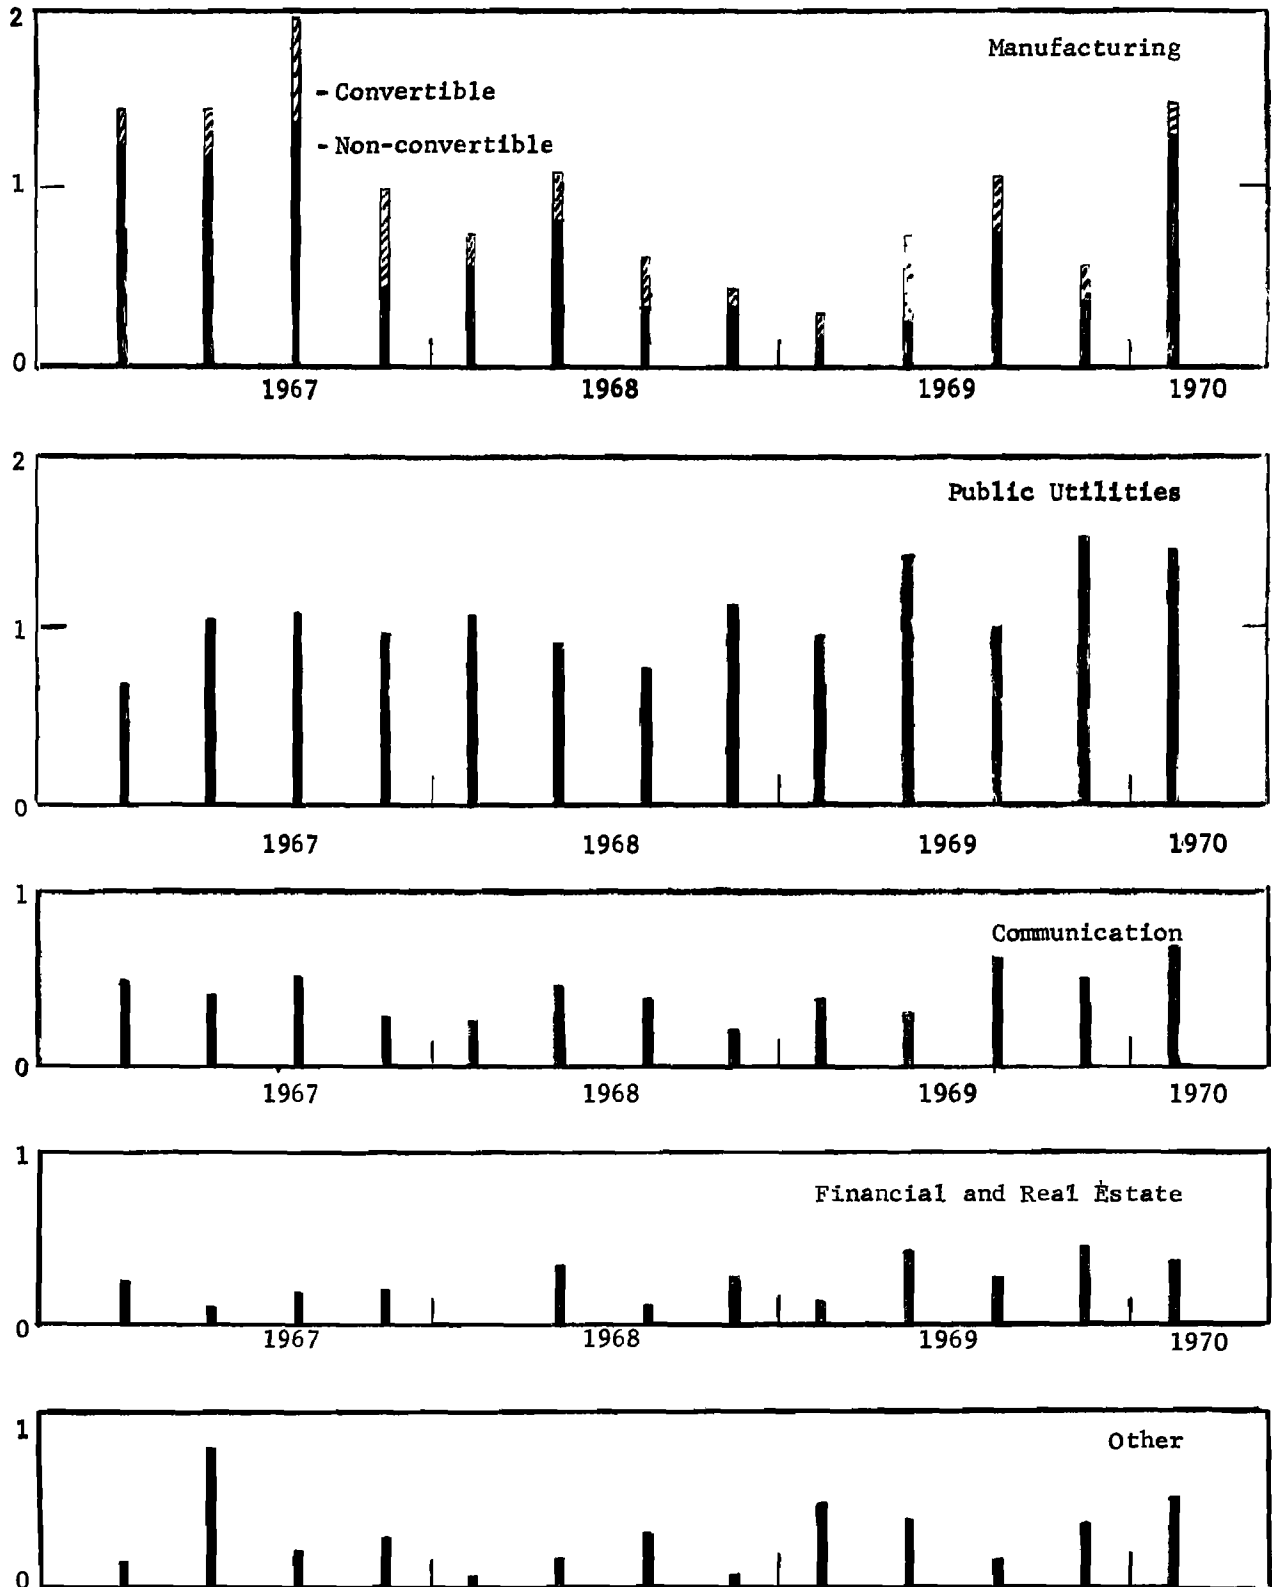 2
Manufacturing
- Convertible
- Non-convertible
1
0
1967 1968 1969 1970
2
Public Utilities
1
0
1967 1968 1969 1970
1
Communication
0
1967 1968 1969 1970
1
Financial and Real Estate
0
1967 1968 1969 1970
1
Other
0